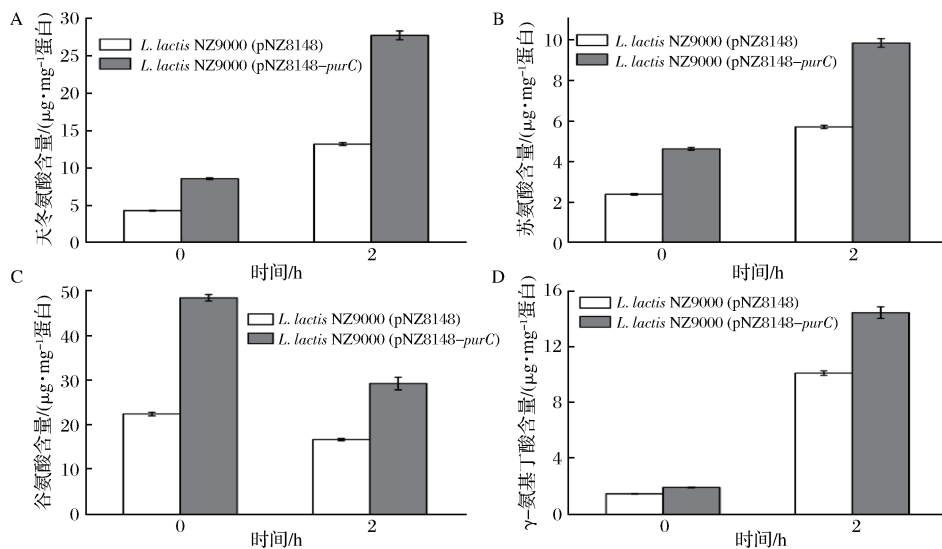 A
30
25
20
15
10
5
0
天冬氨酸含量/(μg·mg⁻¹蛋白)
L. lactis NZ9000 (pNZ8148)
L. lactis NZ9000 (pNZ8148–purC)
0
2
时间/h
B
10
8
6
4
2
0
苏氨酸含量/(μg·mg⁻¹蛋白)
L. lactis NZ9000 (pNZ8148)
L. lactis NZ9000 (pNZ8148–purC)
0
2
时间/h
C
50
40
30
20
10
0
谷氨酸含量/(μg·mg⁻¹蛋白)
L. lactis NZ9000 (pNZ8148)
L. lactis NZ9000 (pNZ8148–purC)
0
2
时间/h
D
16
12
8
4
0
γ–氨基丁酸含量/(μg·mg⁻¹蛋白)
L. lactis NZ9000 (pNZ8148)
L. lactis NZ9000 (pNZ8148–purC)
0
2
时间/h